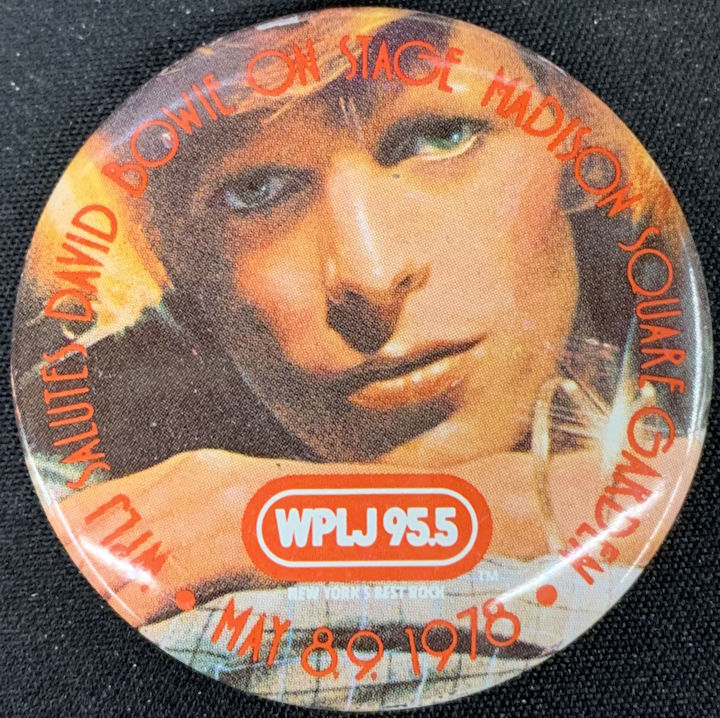 WPLJ SALUTES DAVID BOWIE ON STAGE MADISON SQUARE GARDEN
WPLJ 95.5
TM
NEW YORK'S BEST ROCK
• MAY 8.9. 1978 •